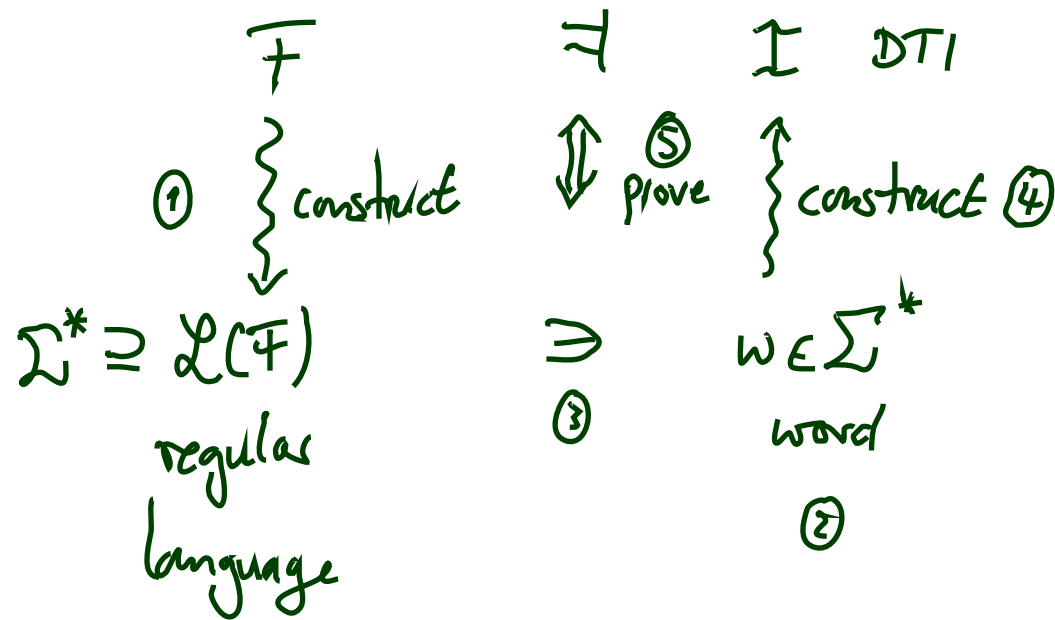 F ⫤ I DTI
① construct ⇕ ⑤ prove construct ④
Σ* ⊇ ℒ(F) ∋ w ∈ Σ*
③ word
regular
②
language